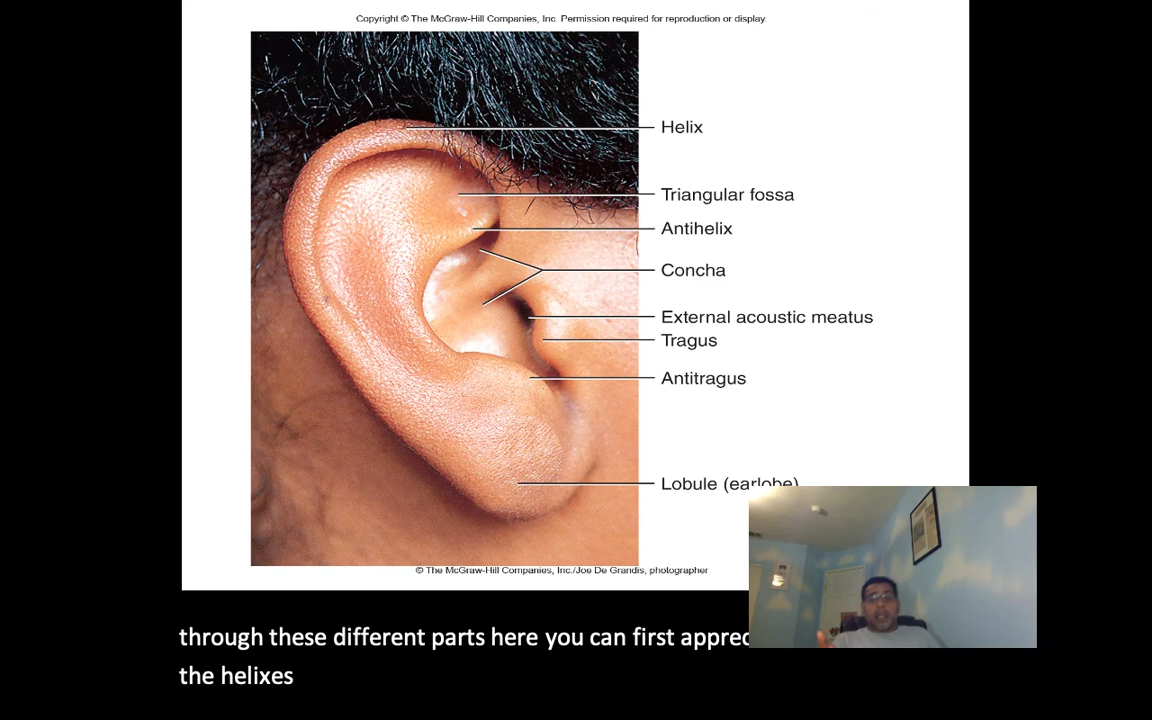 Copyright © The McGraw-Hill Companies, Inc. Permission required for reproduction or display.
Helix
Triangular fossa
Antihelix
Concha
External acoustic meatus
Tragus
Antitragus
Lobule (earlobe)
© The McGraw-Hill Companies, Inc./Joe De Grandis, photographer
through these different parts here you can first
the helixes